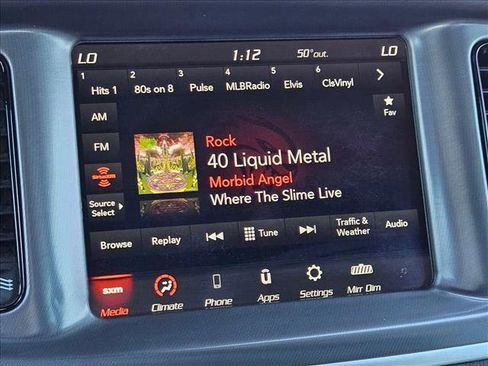 LO 1:12 50°out. LO
1 2 3 4 5 6
Hits 1 80s on 8 Pulse MLBRadio Elvis ClsVinyl
AM
Fav
FM
Rock
40 Liquid Metal
SiriusXM
Morbid Angel
Source
Select
Where The Slime Live
Browse Replay Tune Traffic &
Weather Audio
sxm
Media Climate Phone Apps Settings Mirr Dim